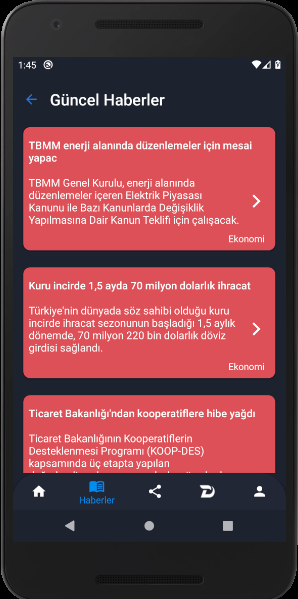 1:45
Güncel Haberler
TBMM enerji alanında düzenlemeler için mesai
yapac
TBMM Genel Kurulu, enerji alanında
düzenlemeler içeren Elektrik Piyasası
Kanunu ile Bazı Kanunlarda Değişiklik
Yapılmasına Dair Kanun Teklifi için çalışacak.
Ekonomi
Kuru incirde 1,5 ayda 70 milyon dolarlık ihracat
Türkiye'nin dünyada söz sahibi olduğu kuru
incirde ihracat sezonunun başladığı 1,5 aylık
dönemde, 70 milyon 220 bin dolarlık döviz
girdisi sağlandı.
Ekonomi
Ticaret Bakanlığı'ndan kooperatiflere hibe yağdı
Ticaret Bakanlığının Kooperatiflerin
Desteklenmesi Programı (KOOP-DES)
kapsamında üç etapta yapılan
Haberler